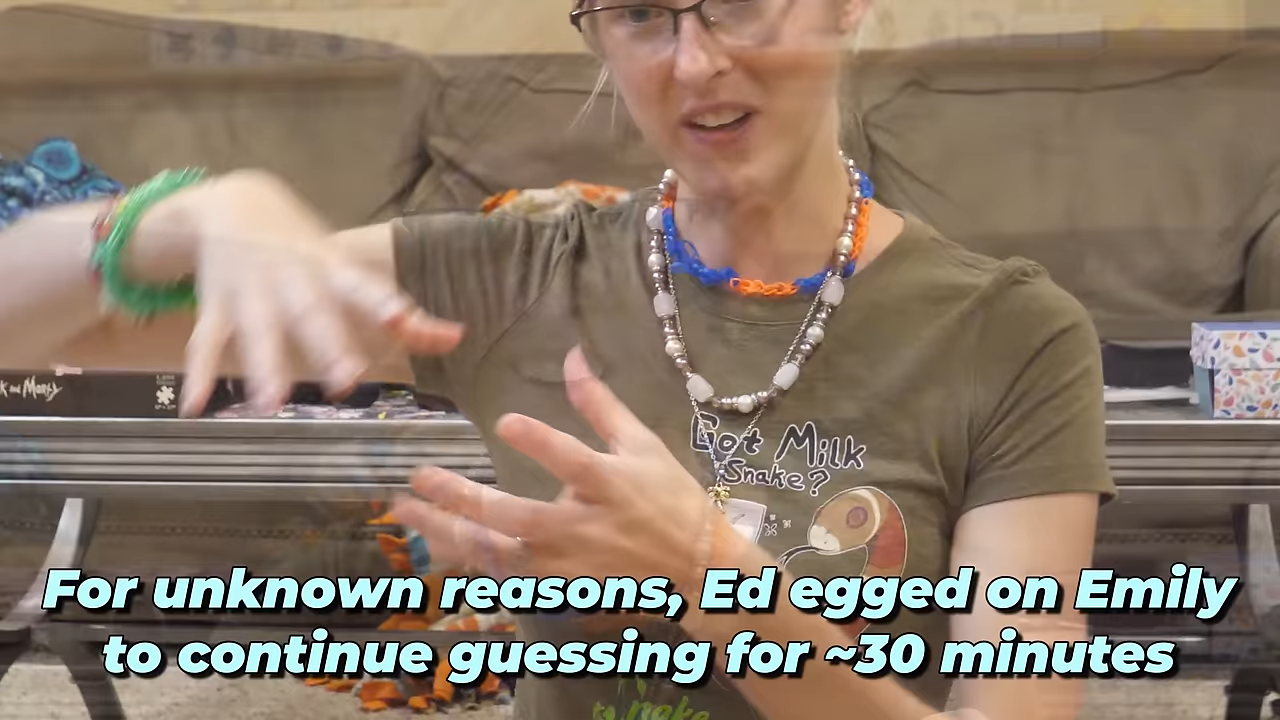 Got Milk
Snake?
For unknown reasons, Ed egged on Emily
to continue guessing for ~30 minutes